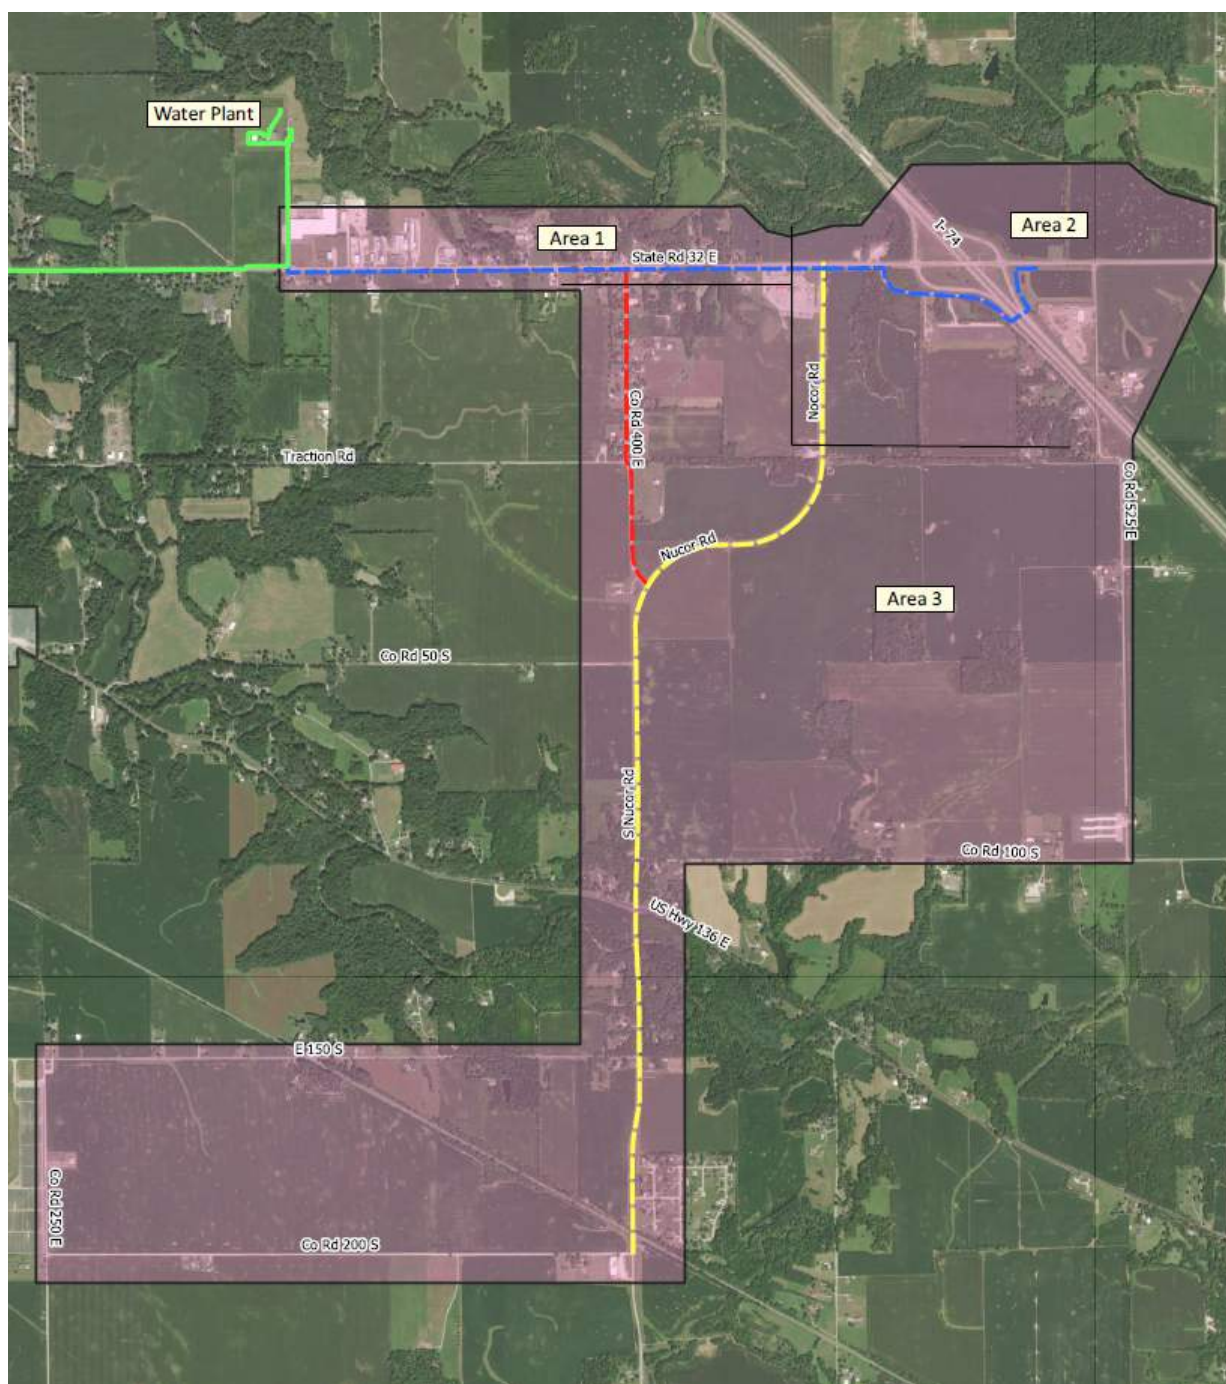 Water Plant
Area 1
Area 2
I-74
State Rd 32 E
Nocor Rd
Co Rd 400 E
Traction Rd
Co Rd 525 E
Nucor Rd
Area 3
Co Rd 50 S
S Nucor Rd
Co Rd 100 S
US Hwy 136 E
E 150 S
Co Rd 250 E
Co Rd 200 S